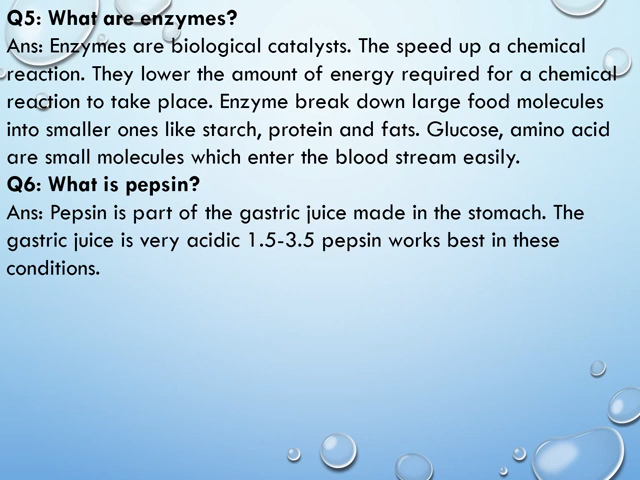 Q5: What are enzymes?
Ans: Enzymes are biological catalysts. The speed up a chemical
reaction. They lower the amount of energy required for a chemical
reaction to take place. Enzyme break down large food molecules
into smaller ones like starch, protein and fats. Glucose, amino acid
are small molecules which enter the blood stream easily.
Q6: What is pepsin?
Ans: Pepsin is part of the gastric juice made in the stomach. The
gastric juice is very acidic 1.5-3.5 pepsin works best in these
conditions.